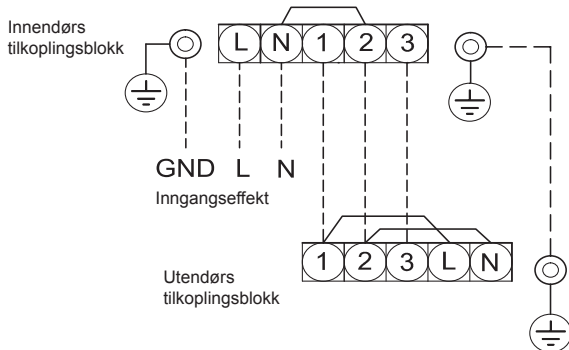 Innendørs
tilkoplingsblokk
L N 1 2 3
GND L N
Inngangseffekt
1 2 3 L N
Utendørs
tilkoplingsblokk